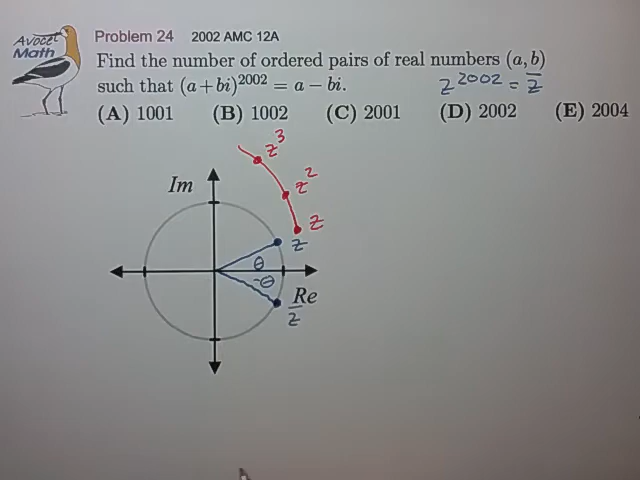 Avocet Math
Problem 24 2002 AMC 12A
Find the number of ordered pairs of real numbers (a, b)
such that (a + bi)^2002 = a − bi.
z^2002 = z̅
(A) 1001 (B) 1002 (C) 2001 (D) 2002 (E) 2004
z^3
Im
z^2
z
z
θ
-θ
Re
z̅